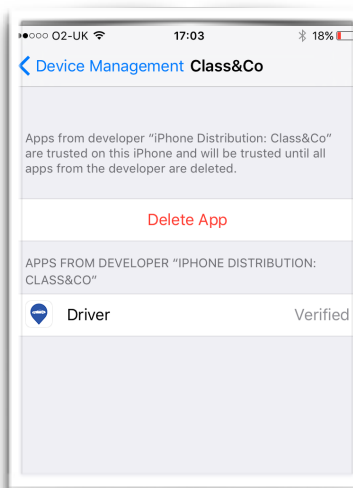 O2-UK 17:03 18%
Device Management Class&Co
Apps from developer “iPhone Distribution: Class&Co”
are trusted on this iPhone and will be trusted until all
apps from the developer are deleted.
Delete App
APPS FROM DEVELOPER “IPHONE DISTRIBUTION:
CLASS&CO”
Driver Verified